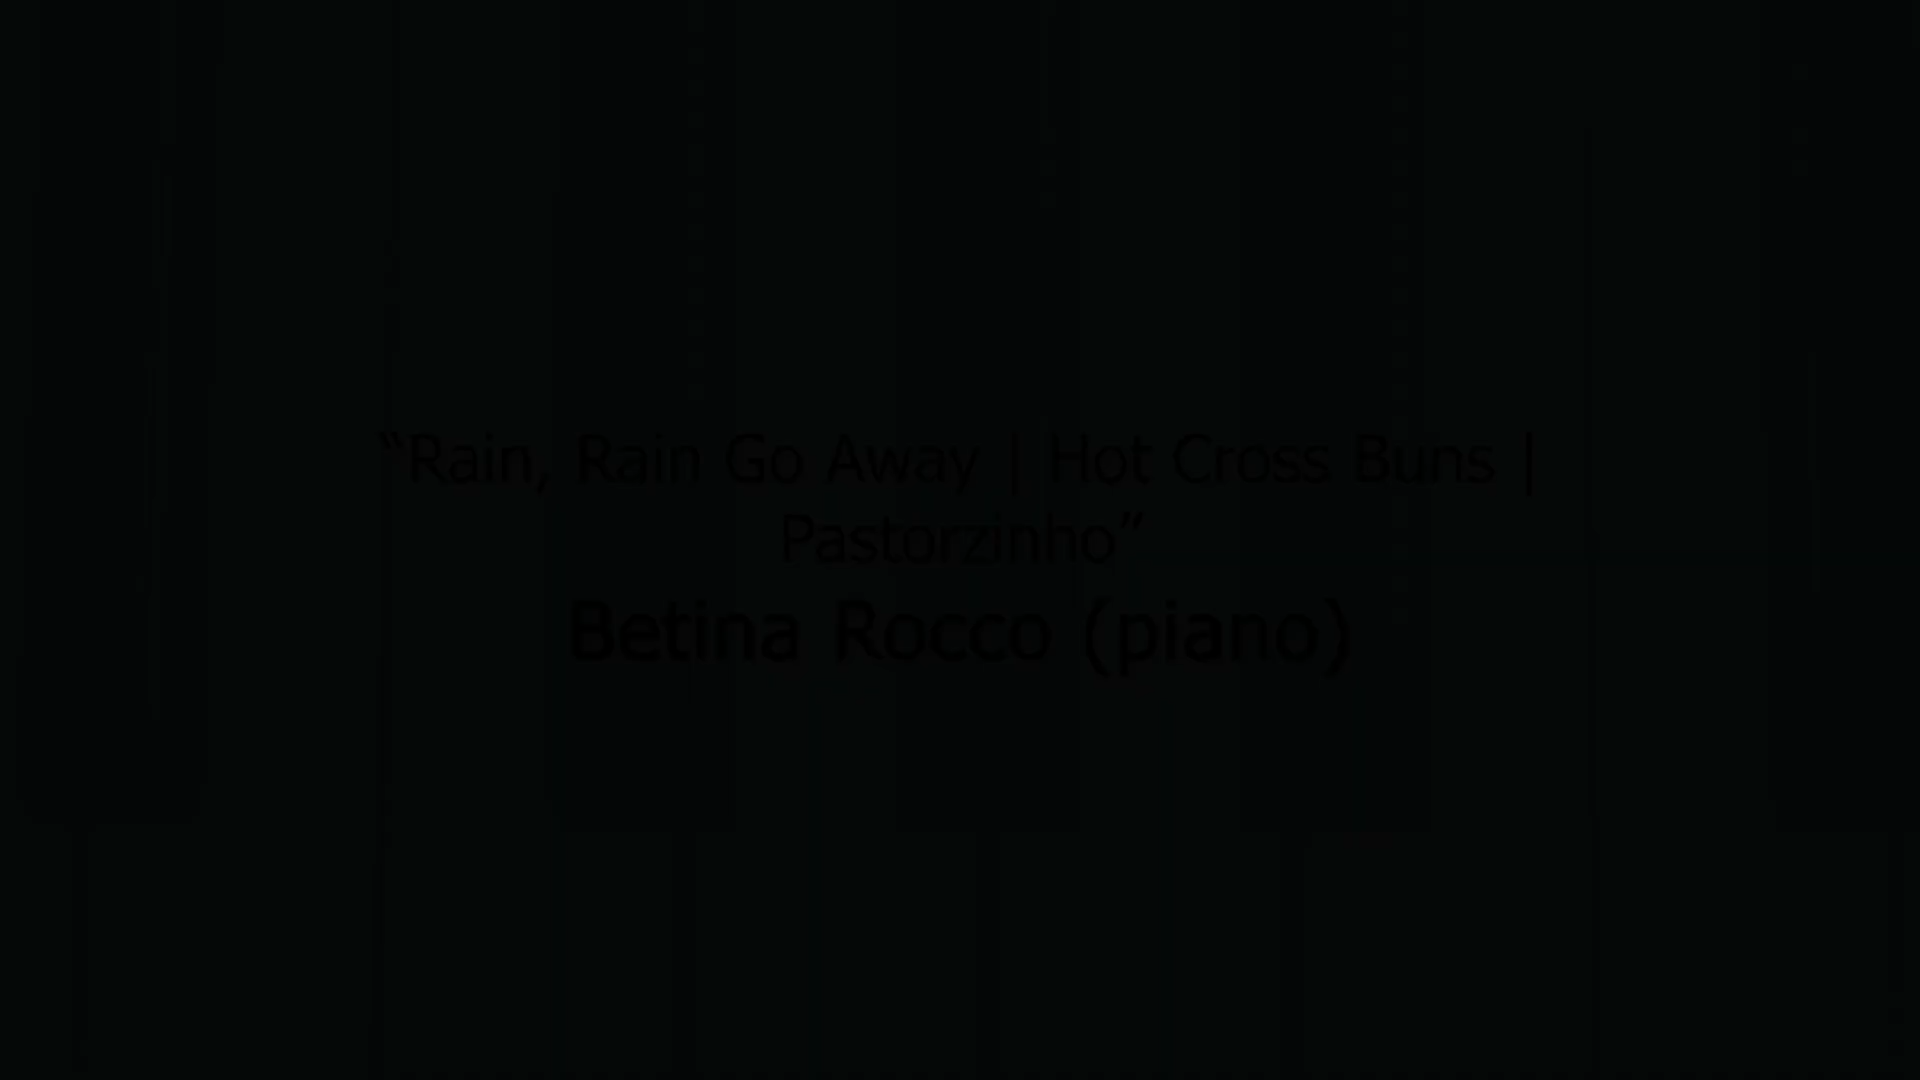 “Rain, Rain Go Away | Hot Cross Buns |
Pastorzinho”
Betina Rocco (piano)